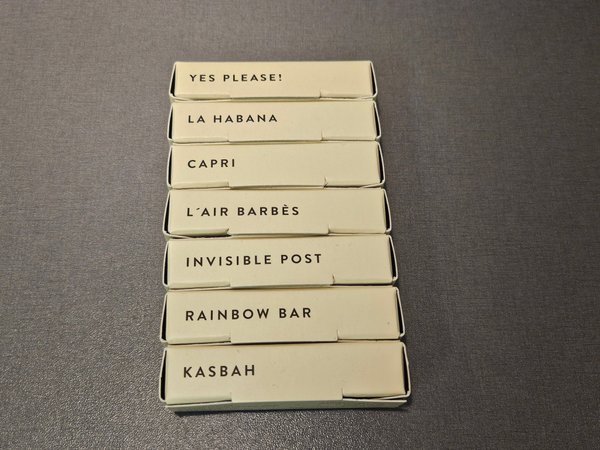 YES PLEASE!
LA HABANA
CAPRI
L´AIR BARBÈS
INVISIBLE POST
RAINBOW BAR
KASBAH